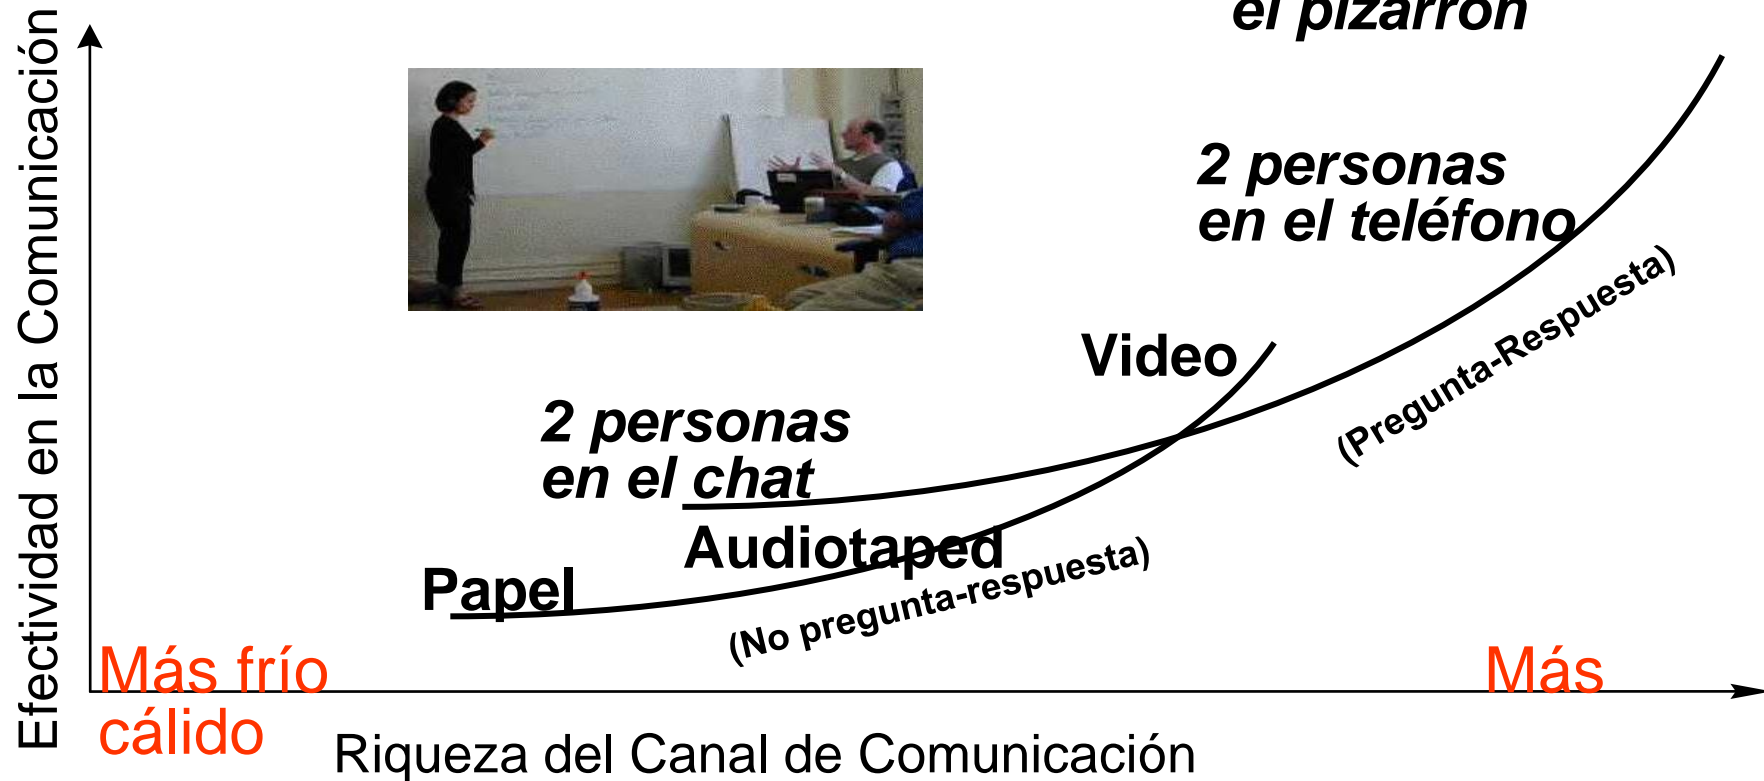 el pizarrón
Efectividad en la Comunicación
2 personas
en el teléfono
(Pregunta-Respuesta)
Video
2 personas
en el chat
Audiotaped
Papel
(No pregunta-respuesta)
Más frío
Más
cálido
Riqueza del Canal de Comunicación